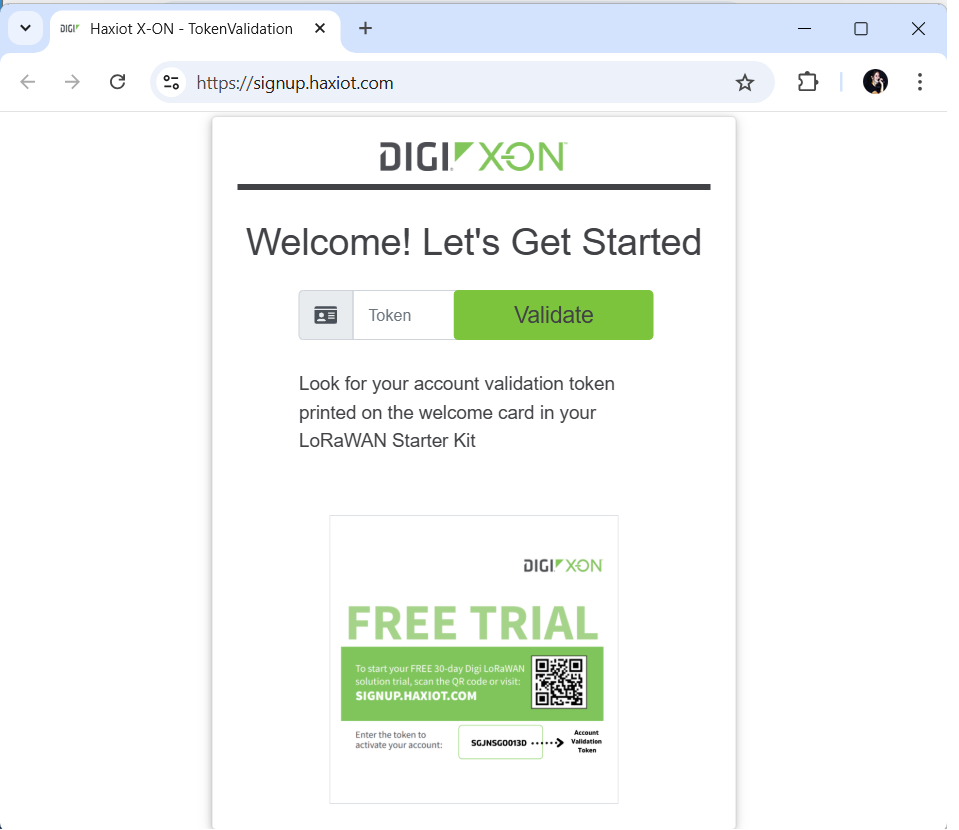 DIGI Haxiot X-ON - TokenValidation
https://signup.haxiot.com
DIGI X-ON
Welcome! Let's Get Started
Token
Validate
Look for your account validation token
printed on the welcome card in your
LoRaWAN Starter Kit
DIGI X-ON
FREE TRIAL
To start your FREE 30-day Digi LoRaWAN
solution trial, scan the QR code or visit:
SIGNUP.HAXIOT.COM
Enter the token to
activate your account:
SGJNSG0013D
Account
Validation
Token